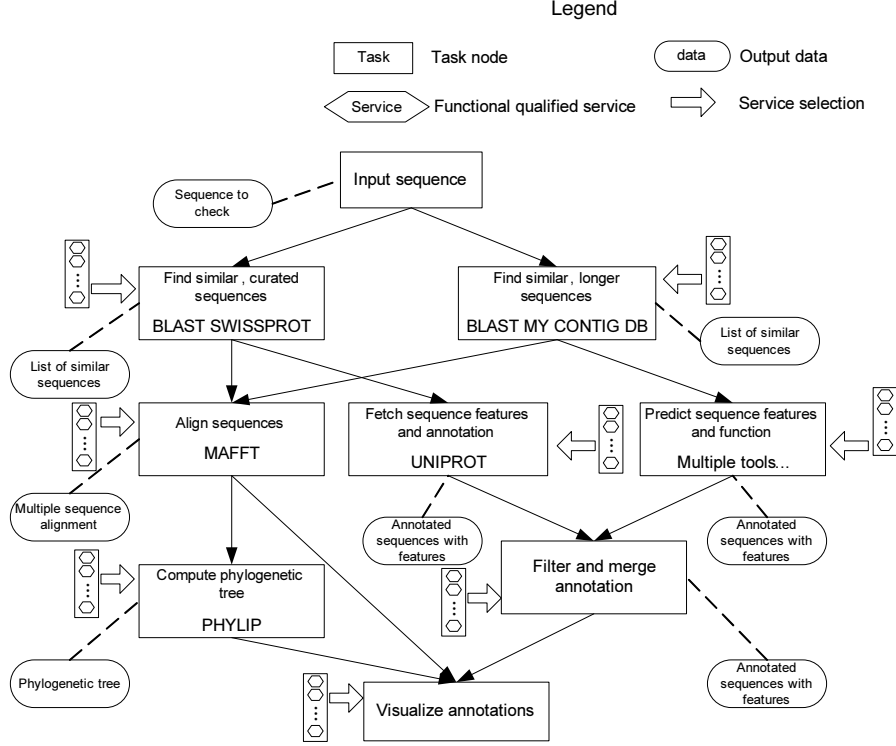 Legend
Task
Task node
data
Output data
Service
Functional qualified service
Service selection
Input sequence
Sequence to
check
Find similar , curated
sequences
BLAST SWISSPROT
Find similar , longer
sequences
BLAST MY CONTIG DB
List of similar
sequences
List of similar
sequences
Align sequences
MAFFT
Fetch sequence features
and annotation
UNIPROT
Predict sequence features
and function
Multiple tools...
Multiple sequence
alignment
Annotated
sequences with
features
Annotated
sequences with
features
Compute phylogenetic
tree
PHYLIP
Filter and merge
annotation
Phylogenetic tree
Annotated
sequences with
features
Visualize annotations